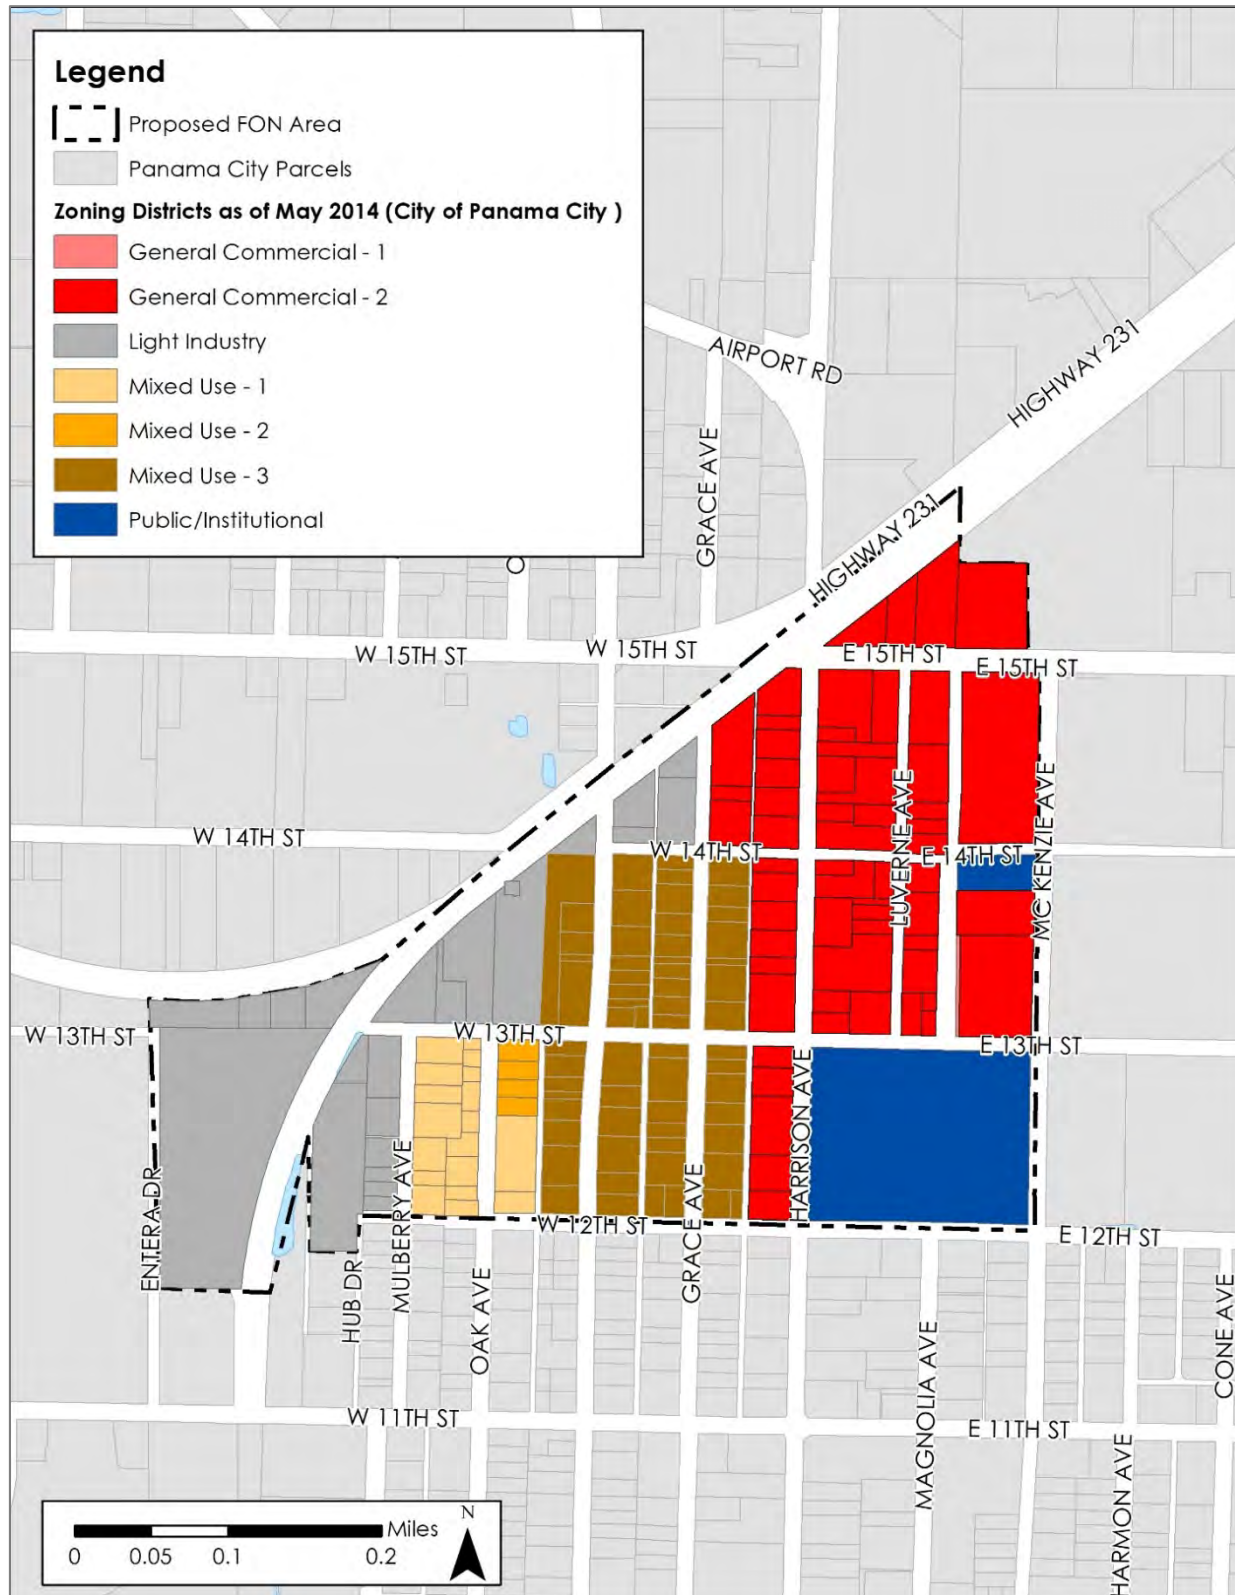 Legend
Proposed FON Area
Panama City Parcels
Zoning Districts as of May 2014 (City of Panama City )
General Commercial - 1
General Commercial - 2
Light Industry
Mixed Use - 1
Mixed Use - 2
Mixed Use - 3
Public/Institutional
AIRPORT RD
HIGHWAY 231
GRACE AVE
HIGHWAY 231
W 15TH ST
W 15TH ST
E 15TH ST
E 15TH ST
W 14TH ST
W 14TH ST
E 14TH ST
LUVERNE AVE
MC KENZIE AVE
W 13TH ST
W 13TH ST
E 13TH ST
ENTERA DR
HUB DR
MULBERRY AVE
OAK AVE
W 12TH ST
GRACE AVE
HARRISON AVE
E 12TH ST
MAGNOLIA AVE
CONE AVE
W 11TH ST
E 11TH ST
HARMON AVE
N
Miles
0 0.05 0.1 0.2